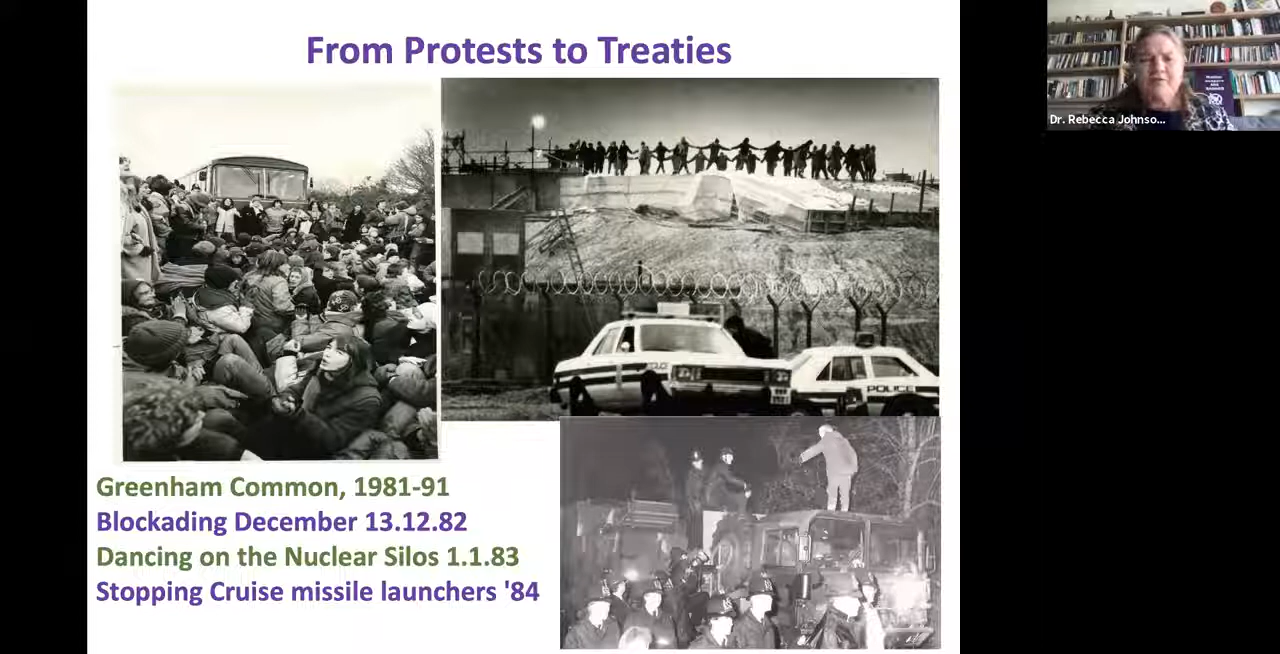 From Protests to Treaties
Dr. Rebecca Johnso...
POLICE
POLICE
Greenham Common, 1981-91
Blockading December 13.12.82
Dancing on the Nuclear Silos 1.1.83
Stopping Cruise missile launchers '84